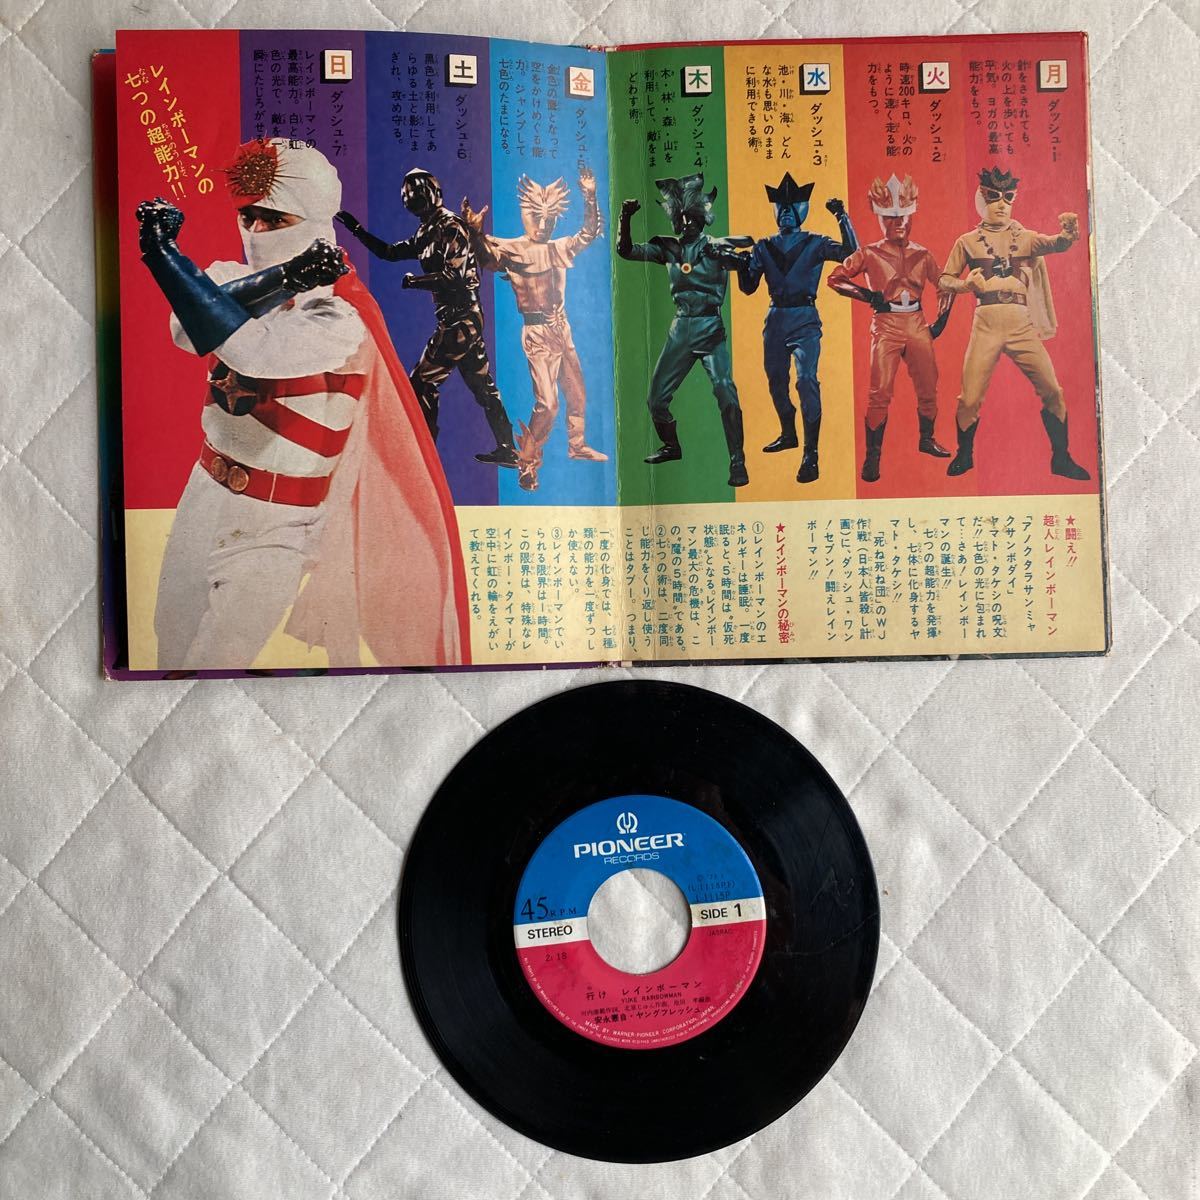 レインボーマンの
七つの超能力!!
月
ダッシュ・1
針をさされても、
火の上を歩いても
平気。ヨガの最高
能力をもつ。
火
ダッシュ・2
時速200キロ、火の
ように速く走る能
力をもつ。
水
ダッシュ・3
池・川・海、どん
な水も思いのまま
に利用できる術。
木
ダッシュ・4
木・林・森・山を
利用して、敵をま
どわす術。
金
ダッシュ・5
金色の鷲となって
空をかけめぐる能
力。ジャンプして
七色のたまになる。
土
ダッシュ・6
黒色を利用してあ
らゆる土と影にま
ぎれ、攻め守る。
日
ダッシュ・7
レインボーマンの
最高能力。白と虹
色の光で、敵を一
瞬にたじろがせる。
★闘え!!
超人レインボーマン
「アノクタラサンミャ
クサンボダイ」
ヤマト・タケシの呪文
だ!!七色の光に包まれ
て…さあ!レインボー
マンの誕生!!
七つの超能力を発揮
し、七体に化身するヤ
マト・タケシ!!
「死ね死ね団」のWJ
作戦(日本人皆殺し計
画)に、ダッシュ・ワン
!セブン!闘えレイン
ボーマン!!
★レインボーマンの秘密
①レインボーマンのエ
ネルギーは睡眠。一度
眠ると、5時間は“仮死
状態”となる。レインボー
マン最大の危機は、こ
の、“魔の5時間”である。
②七つの術は、二度同
じ能力をくり返し使う
ことはタブー。つまり、
一度の化身では、七種
類の能力を一度ずつし
か使えない。
③レインボーマンでい
られる限界は一時間。
この限界は、特殊なレ
インボー・タイマーが
空中に虹の輪をえがい
て教えてくれる。
PIONEER
RECORDS
45 RPM
STEREO
2:18
(L-1115P1)
L-1115P
SIDE 1
JASRAC
行け レインボーマン
YUKE RAINBOWMAN
安永憲自・ヤングフレッシュ
MADE BY WARNER-PIONEER CORPORATION, JAPAN